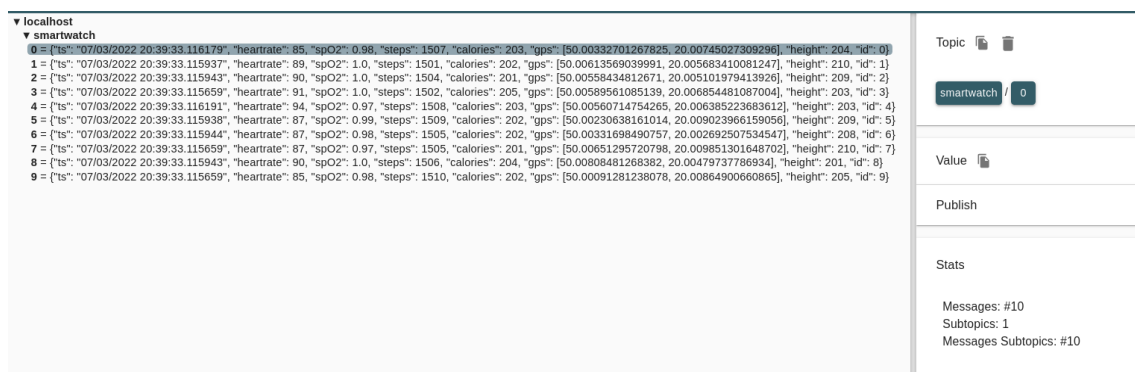 ▼ localhost
▼ smartwatch
0 = {"ts": "07/03/2022 20:39:33.116179", "heartrate": 85, "spO2": 0.98, "steps": 1507, "calories": 203, "gps": [50.00332701267825, 20.00745027309296], "height": 204, "id": 0}
1 = {"ts": "07/03/2022 20:39:33.115937", "heartrate": 89, "spO2": 1.0, "steps": 1501, "calories": 202, "gps": [50.00613569039991, 20.005683410081247], "height": 210, "id": 1}
2 = {"ts": "07/03/2022 20:39:33.115943", "heartrate": 90, "spO2": 1.0, "steps": 1504, "calories": 201, "gps": [50.00558434812671, 20.005101979413926], "height": 209, "id": 2}
3 = {"ts": "07/03/2022 20:39:33.115659", "heartrate": 91, "spO2": 1.0, "steps": 1502, "calories": 205, "gps": [50.00589561085139, 20.006854481087004], "height": 203, "id": 3}
4 = {"ts": "07/03/2022 20:39:33.116191", "heartrate": 94, "spO2": 0.97, "steps": 1508, "calories": 203, "gps": [50.00560714754265, 20.006385223683612], "height": 203, "id": 4}
5 = {"ts": "07/03/2022 20:39:33.115938", "heartrate": 87, "spO2": 0.99, "steps": 1509, "calories": 202, "gps": [50.00230638161014, 20.009023966159056], "height": 209, "id": 5}
6 = {"ts": "07/03/2022 20:39:33.115944", "heartrate": 87, "spO2": 0.98, "steps": 1505, "calories": 202, "gps": [50.00331698490757, 20.002692507534547], "height": 208, "id": 6}
7 = {"ts": "07/03/2022 20:39:33.115659", "heartrate": 87, "spO2": 0.97, "steps": 1505, "calories": 201, "gps": [50.00651295720798, 20.009851301648702], "height": 210, "id": 7}
8 = {"ts": "07/03/2022 20:39:33.115943", "heartrate": 90, "spO2": 1.0, "steps": 1506, "calories": 204, "gps": [50.00808481268382, 20.00479737786934], "height": 201, "id": 8}
9 = {"ts": "07/03/2022 20:39:33.115659", "heartrate": 85, "spO2": 0.98, "steps": 1510, "calories": 202, "gps": [50.00091281238078, 20.00864900660865], "height": 205, "id": 9}
Topic
smartwatch / 0
Value
Publish
Stats
Messages: #10
Subtopics: 1
Messages Subtopics: #10